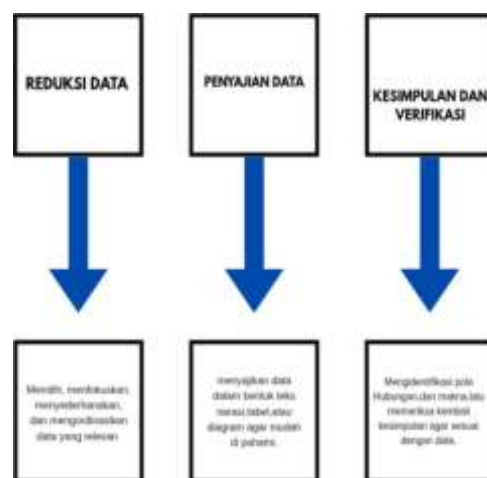 REDUKSI DATA
PENYAJIAN DATA
KESIMPULAN DAN
VERIFIKASI
Memilih, memfokuskan,
menyederhanakan,
dan mengordinasikan
data yang relevan
menyajikan data
dalam bentuk teks
narasi,tabel,atau
diagram agar mudah
di pahami.
Mengidentifikasi pola
Hubungan,dan makna,lalu
memeriksa kembali
kesimpulan agar sesuai
dengan data.